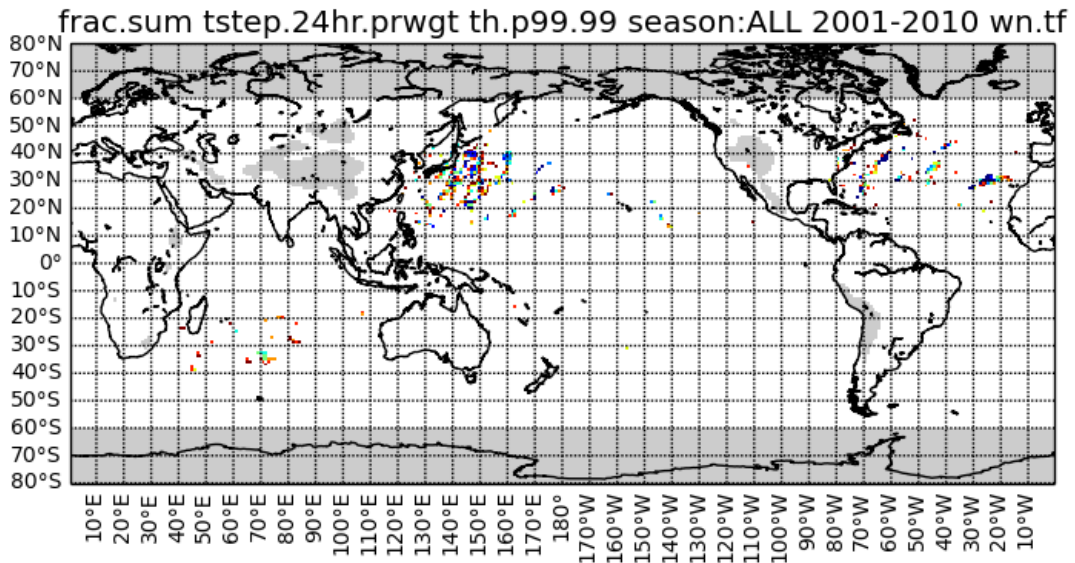 frac.sum tstep.24hr.prwgt th.p99.99 season:ALL 2001-2010 wn.tf
80°N
70°N
60°N
50°N
40°N
30°N
20°N
10°N
0°
10°S
20°S
30°S
40°S
50°S
60°S
70°S
80°S
10°E
20°E
30°E
40°E
50°E
60°E
70°E
80°E
90°E
100°E
110°E
120°E
130°E
140°E
150°E
160°E
170°E
180°
170°W
160°W
150°W
140°W
130°W
120°W
110°W
100°W
90°W
80°W
70°W
60°W
50°W
40°W
30°W
20°W
10°W